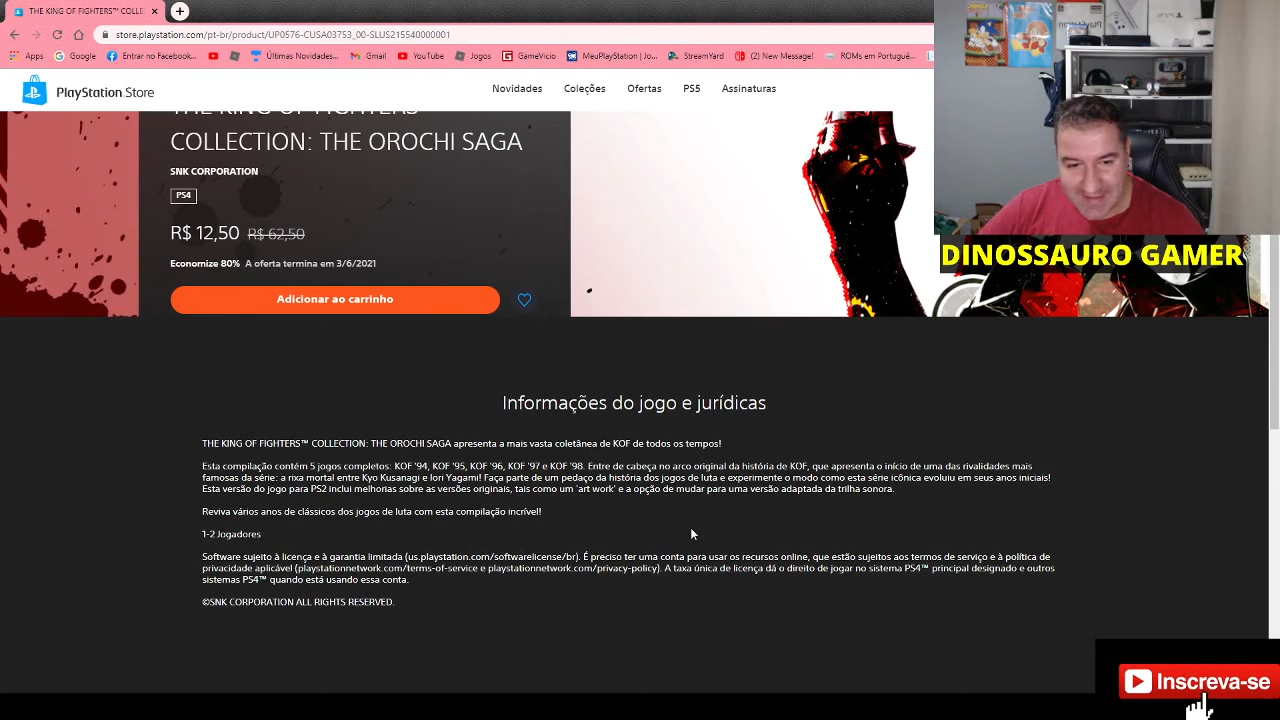 THE KING OF FIGHTERS™ COLLE
store.playstation.com/pt-br/product/UP0576-CUSA03753_
Apps Google Entrar no Facebook... Últimas Novidades... Gmail YouTube Jogos GameVicio MeuPlayStation | Jo... StreamYard (2) New Message! ROMs em Portugu...
PlayStation.Store
Novidades Coleções Ofertas PS5 Assinaturas
THE KING OF FIGHTERS™
COLLECTION: THE OROCHI SAGA
SNK CORPORATION
PS4
R$ 12,50 R$ 62,50
Economize 80% A oferta termina em 3/6/2021
Adicionar ao carrinho
DINOSSAURO GAMER
Informações do jogo e jurídicas
THE KING OF FIGHTERS™ COLLECTION: THE OROCHI SAGA apresenta a mais vasta coletânea de KOF de todos os tempos!
Esta compilação contém 5 jogos completos: KOF '94, KOF '95, KOF '96, KOF '97 e KOF '98. Entre de cabeça no arco original da história de KOF, que apresenta o início de uma das rivalidades mais
famosas da série: a rixa mortal entre Kyo Kusanagi e Iori Yagami! Faça parte de um pedaço da história dos jogos de luta e experimente o modo como esta série icônica evoluiu em seus anos iniciais!
Esta versão do jogo para PS2 inclui melhorias sobre as versões originais, tais como um 'art work' e a opção de mudar para uma versão adaptada da trilha sonora.
Reviva vários anos de clássicos dos jogos de luta com esta compilação incrível!
1-2 Jogadores
Software sujeito à licença e à garantia limitada (us.playstation.com/softwarelicense/br). É preciso ter uma conta para usar os recursos online, que estão sujeitos aos termos de serviço e à política de
privacidade aplicável (playstationnetwork.com/terms-of-service e playstationnetwork.com/privacy-policy). A taxa única de licença dá o direito de jogar no sistema PS4™ principal designado e outros
sistemas PS4™ quando está usando essa conta.
©SNK CORPORATION ALL RIGHTS RESERVED.
Inscreva-se